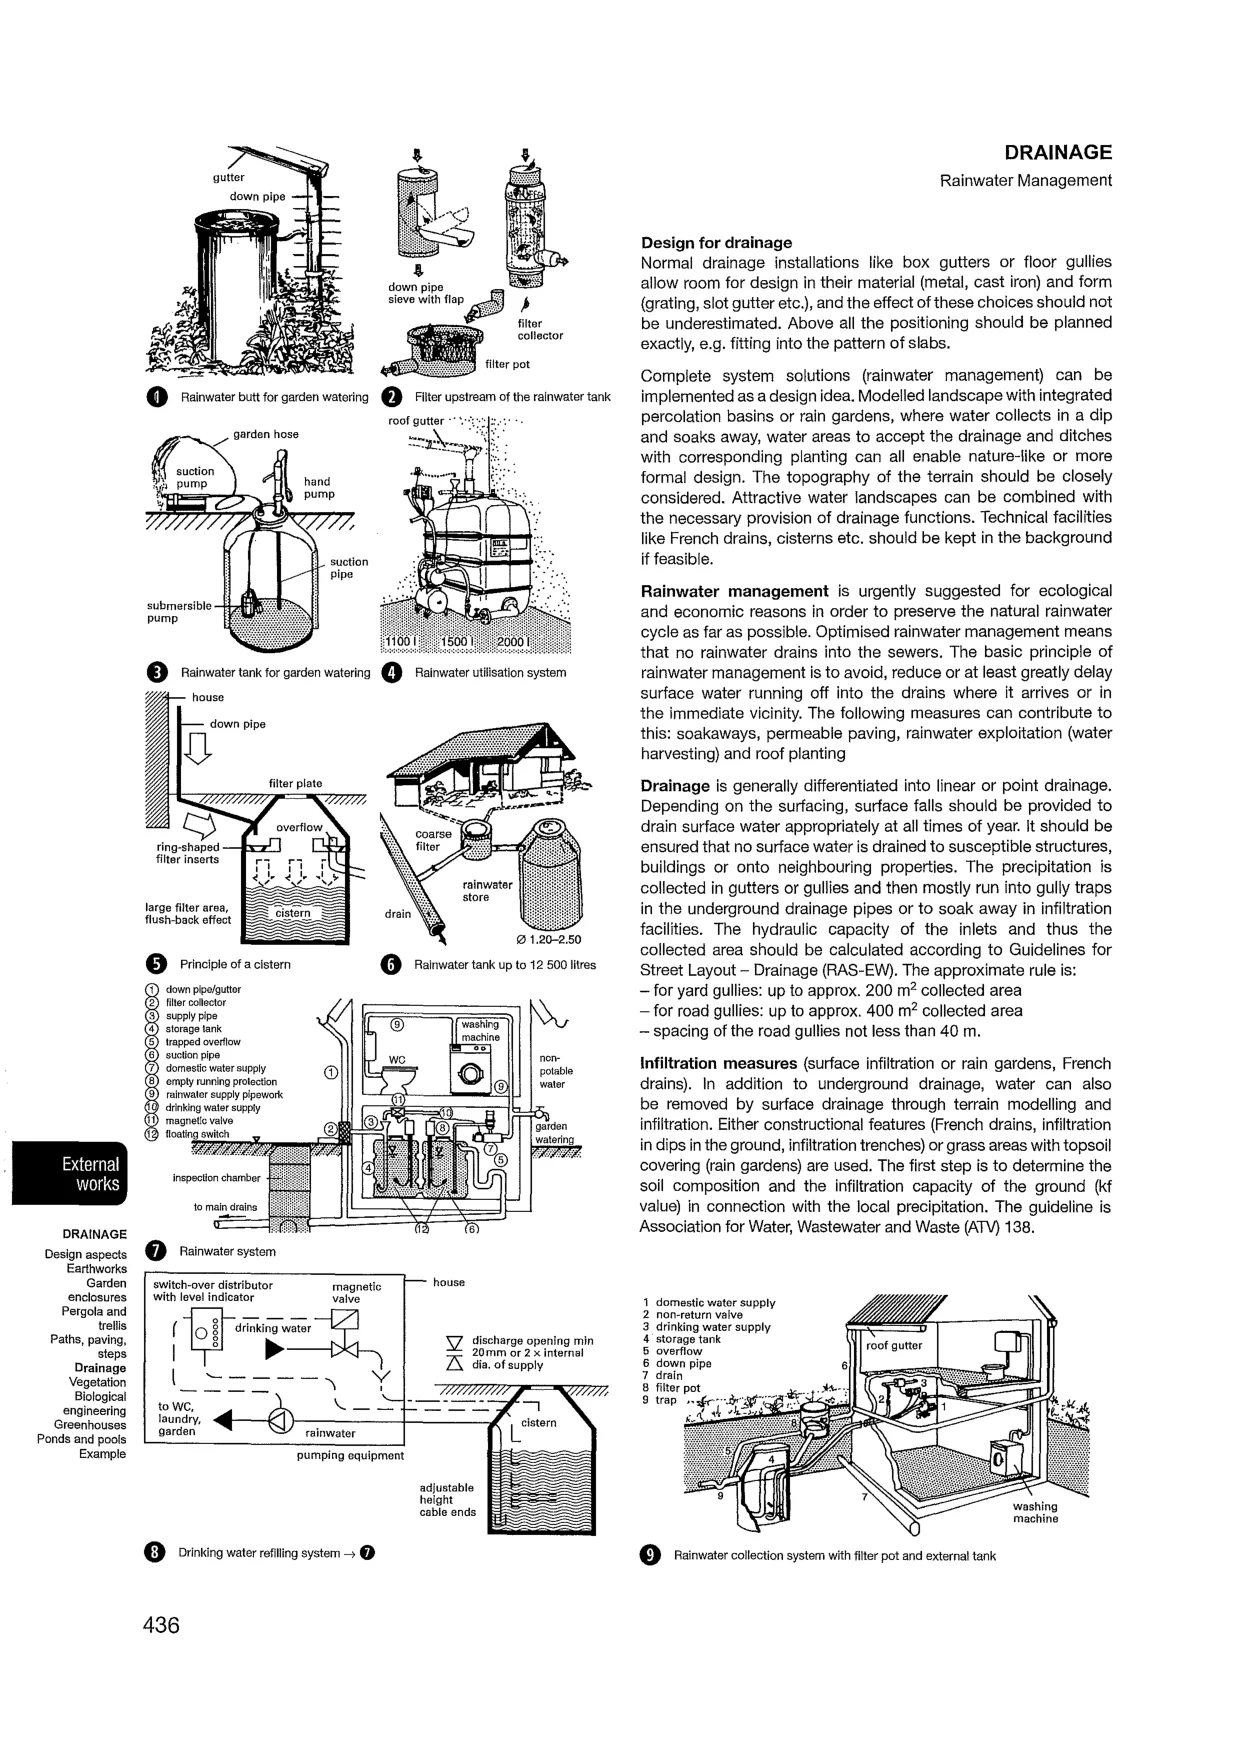 DRAINAGE
Rainwater Management
gutter
down pipe
down pipe
sieve with flap
filter
collector
filter pot
1 Rainwater butt for garden watering
2 Filter upstream of the rainwater tank
garden hose
suction
pump
hand
pump
suction
pipe
submersible
pump
roof gutter
1100 l 1500 l 2000 l
3 Rainwater tank for garden watering
4 Rainwater utilisation system
house
down pipe
filter plate
overflow
ring-shaped
filter inserts
large filter area,
flush-back effect
cistern
coarse
filter
rainwater
store
drain
Ø 1.20–2.50
5 Principle of a cistern
6 Rainwater tank up to 12 500 litres
1 down pipe/gutter
2 filter collector
3 supply pipe
4 storage tank
5 trapped overflow
6 suction pipe
7 domestic water supply
8 empty running protection
9 rainwater supply pipework
10 drinking water supply
11 magnetic valve
12 floating switch
inspection chamber
to main drains
WC
washing
machine
non-
potable
water
garden
watering
1
2
3
4
5
6
7
8
9
9
10
11
12
7 Rainwater system
switch-over distributor
with level indicator
magnetic
valve
house
drinking water
discharge opening min
20mm or 2 x internal
dia. of supply
to WC,
laundry,
garden
rainwater
cistern
pumping equipment
adjustable
height
cable ends
8 Drinking water refilling system → 7
Design for drainage
Normal drainage installations like box gutters or floor gullies
allow room for design in their material (metal, cast iron) and form
(grating, slot gutter etc.), and the effect of these choices should not
be underestimated. Above all the positioning should be planned
exactly, e.g. fitting into the pattern of slabs.
Complete system solutions (rainwater management) can be
implemented as a design idea. Modelled landscape with integrated
percolation basins or rain gardens, where water collects in a dip
and soaks away, water areas to accept the drainage and ditches
with corresponding planting can all enable nature-like or more
formal design. The topography of the terrain should be closely
considered. Attractive water landscapes can be combined with
the necessary provision of drainage functions. Technical facilities
like French drains, cisterns etc. should be kept in the background
if feasible.
Rainwater management is urgently suggested for ecological
and economic reasons in order to preserve the natural rainwater
cycle as far as possible. Optimised rainwater management means
that no rainwater drains into the sewers. The basic principle of
rainwater management is to avoid, reduce or at least greatly delay
surface water running off into the drains where it arrives or in
the immediate vicinity. The following measures can contribute to
this: soakaways, permeable paving, rainwater exploitation (water
harvesting) and roof planting
Drainage is generally differentiated into linear or point drainage.
Depending on the surfacing, surface falls should be provided to
drain surface water appropriately at all times of year. It should be
ensured that no surface water is drained to susceptible structures,
buildings or onto neighbouring properties. The precipitation is
collected in gutters or gullies and then mostly run into gully traps
in the underground drainage pipes or to soak away in infiltration
facilities. The hydraulic capacity of the inlets and thus the
collected area should be calculated according to Guidelines for
Street Layout – Drainage (RAS-EW). The approximate rule is:
– for yard gullies: up to approx. 200 m² collected area
– for road gullies: up to approx. 400 m² collected area
– spacing of the road gullies not less than 40 m.
Infiltration measures (surface infiltration or rain gardens, French
drains). In addition to underground drainage, water can also
be removed by surface drainage through terrain modelling and
infiltration. Either constructional features (French drains, infiltration
in dips in the ground, infiltration trenches) or grass areas with topsoil
covering (rain gardens) are used. The first step is to determine the
soil composition and the infiltration capacity of the ground (kf
value) in connection with the local precipitation. The guideline is
Association for Water, Wastewater and Waste (ATV) 138.
1 domestic water supply
2 non-return valve
3 drinking water supply
4 storage tank
5 overflow
6 down pipe
7 drain
8 filter pot
9 trap
roof gutter
6
3
2
1
8
5
4
9
7
washing
machine
9 Rainwater collection system with filter pot and external tank
External
works
DRAINAGE
Design aspects
Earthworks
Garden
enclosures
Pergola and
trellis
Paths, paving,
steps
Drainage
Vegetation
Biological
engineering
Greenhouses
Ponds and pools
Example
436